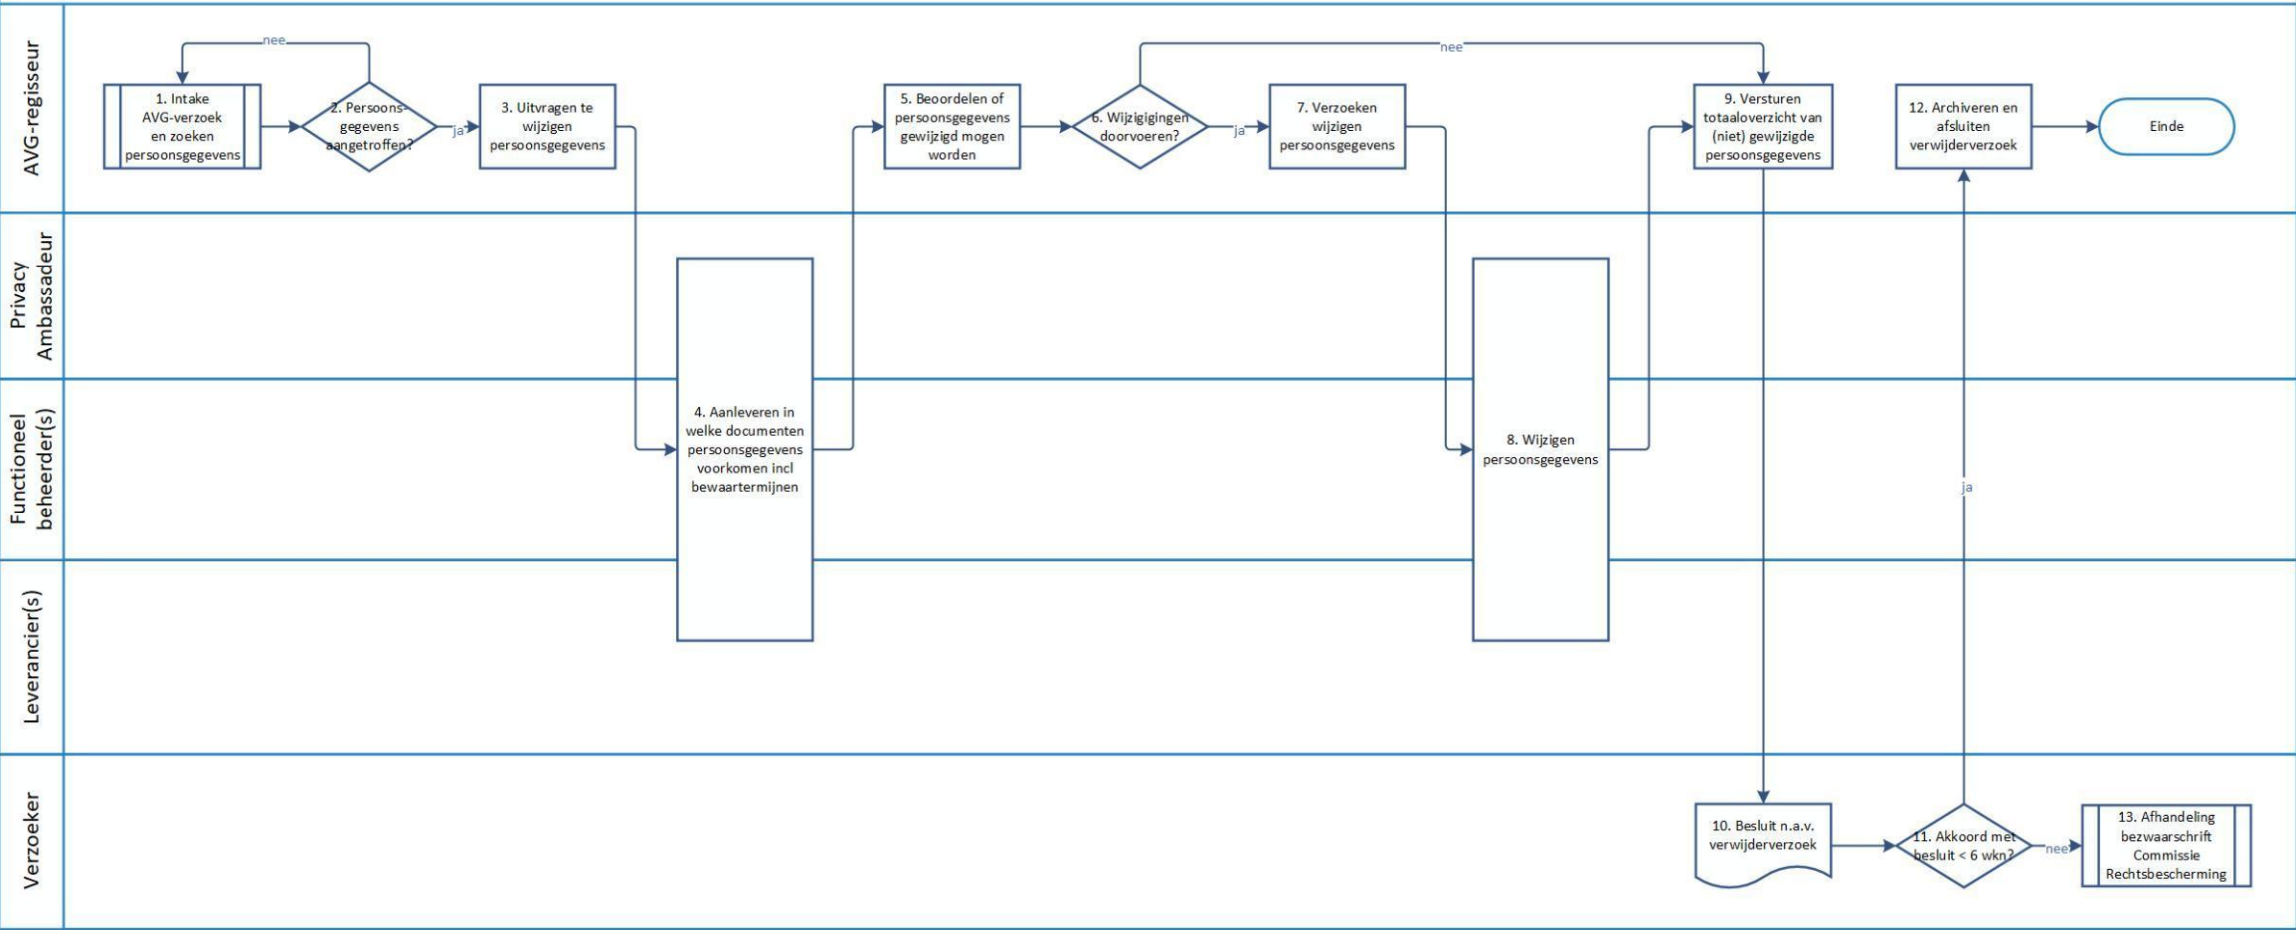 AVG-regisseur
nee
1. Intake
AVG-verzoek
en zoeken
persoonsgegevens
2. Persoons-
gegevens
aangetroffen?
ja
3. Uitvragen te
wijzigen
persoonsgegevens
5. Beoordelen of
persoonsgegevens
gewijzigd mogen
worden
6. Wijzigigingen
doorvoeren?
nee
ja
7. Verzoeken
wijzigen
persoonsgegevens
9. Versturen
totaaloverzicht van
(niet) gewijzigde
persoonsgegevens
12. Archiveren en
afsluiten
verwijderverzoek
Einde
Privacy
Ambassadeur
Functioneel
beheerder(s)
4. Aanleveren in
welke documenten
persoonsgegevens
voorkomen incl
bewaartermijnen
8. Wijzigen
persoonsgegevens
ja
Leverancier(s)
Verzoeker
10. Besluit n.a.v.
verwijderverzoek
11. Akkoord met
besluit < 6 wkn?
nee
13. Afhandeling
bezwaarschrift
Commissie
Rechtsbescherming